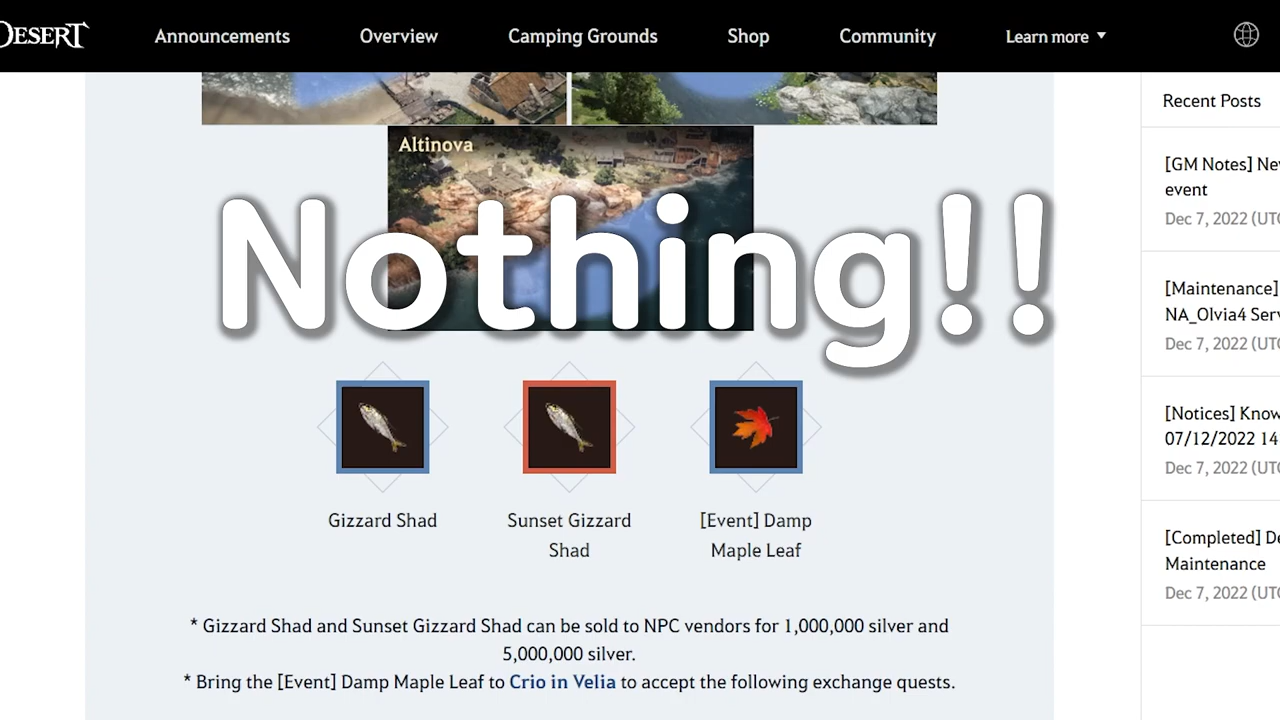 DESERT
Announcements
Overview
Camping Grounds
Shop
Community
Learn more
Recent Posts
Altinova
Nothing!!
[GM Notes]
event
Dec 7, 2022
[Maintenance]
NA_Olvia4
Dec 7, 2022
[Notices]
07/12/2022 14
Dec 7, 2022
[Completed]
Maintenance
Dec 7, 2022
Gizzard Shad
Sunset Gizzard
Shad
[Event] Damp
Maple Leaf
* Gizzard Shad and Sunset Gizzard Shad can be sold to NPC vendors for 1,000,000 silver and
5,000,000 silver.
* Bring the [Event] Damp Maple Leaf to Crio in Velia to accept the following exchange quests.